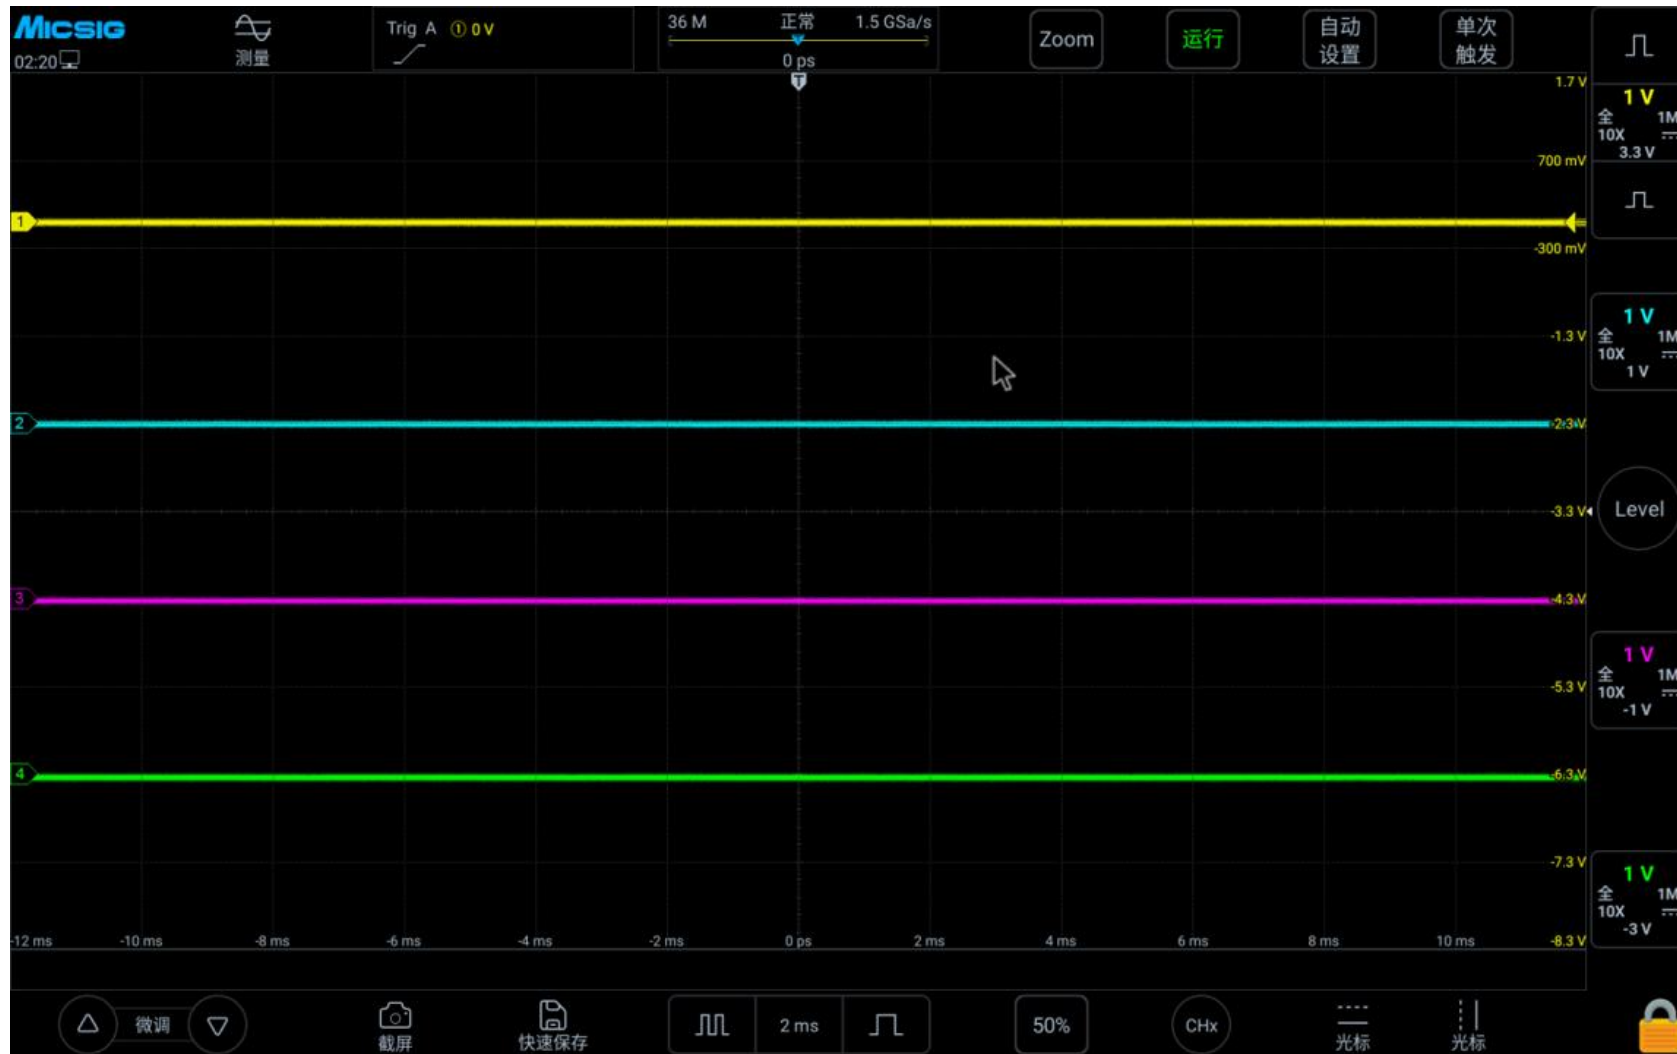 MICSIG
02:20
测量
Trig A ① 0 V
36 M 正常 1.5 GSa/s
0 ps
Zoom
运行
自动
设置
单次
触发
T
1.7 V
700 mV
-300 mV
-1.3 V
-2.3 V
-3.3 V
-4.3 V
-5.3 V
-6.3 V
-7.3 V
-8.3 V
1
2
3
4
-12 ms -10 ms -8 ms -6 ms -4 ms -2 ms 0 ps 2 ms 4 ms 6 ms 8 ms 10 ms
1 V
全 1M
10X
3.3 V
1 V
全 1M
10X
1 V
Level
1 V
全 1M
10X
-1 V
1 V
全 1M
10X
-3 V
微调
截屏
快速保存
2 ms
50%
CHx
光标
光标